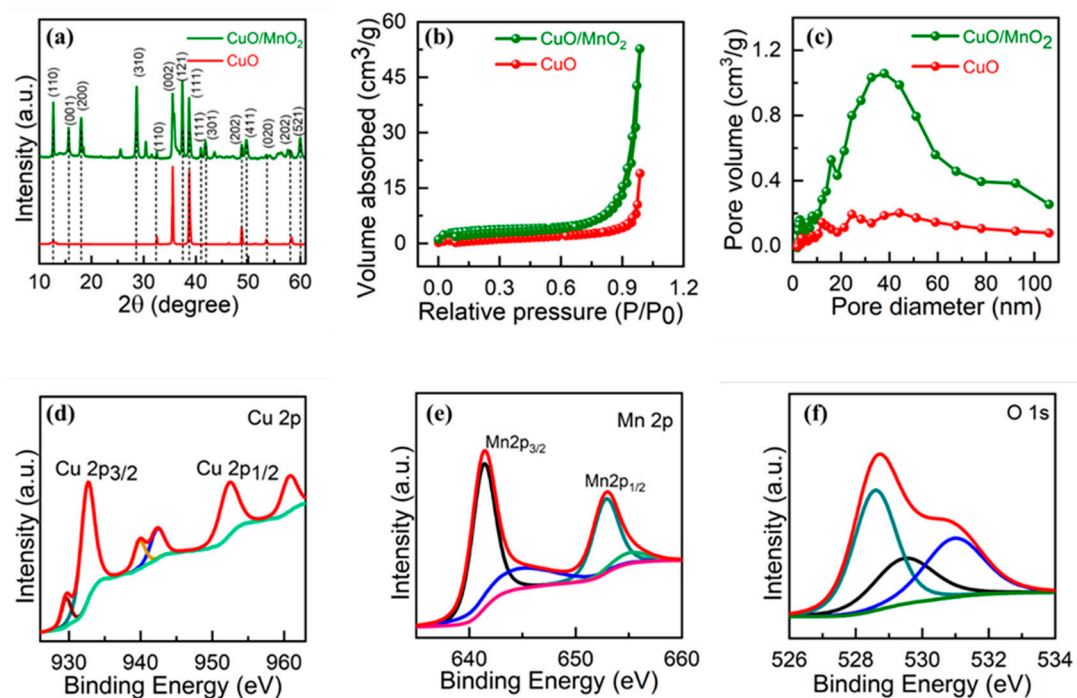 (a)
CuO/MnO2
CuO
(110)
(001)
(200)
(310)
(110)
(002)
(121)
(111)
(111)
(301)
(202)
(411)
(020)
(202)
(521)
Intensity (a.u.)
10 20 30 40 50 60
2θ (degree)
(b)
CuO/MnO2
CuO
Volume absorbed (cm3/g)
60
45
30
15
0
0.0 0.3 0.6 0.9 1.2
Relative pressure (P/P0)
(c)
CuO/MnO2
CuO
Pore volume (cm3/g)
1.2
0.8
0.4
0.0
0 20 40 60 80 100
Pore diameter (nm)
(d)
Cu 2p
Cu 2p3/2
Cu 2p1/2
Intensity (a.u.)
930 940 950 960
Binding Energy (eV)
(e)
Mn 2p
Mn2p3/2
Mn2p1/2
Intensity (a.u.)
640 650 660
Binding Energy (eV)
(f)
O 1s
Intensity (a.u.)
526 528 530 532 534
Binding Energy (eV)